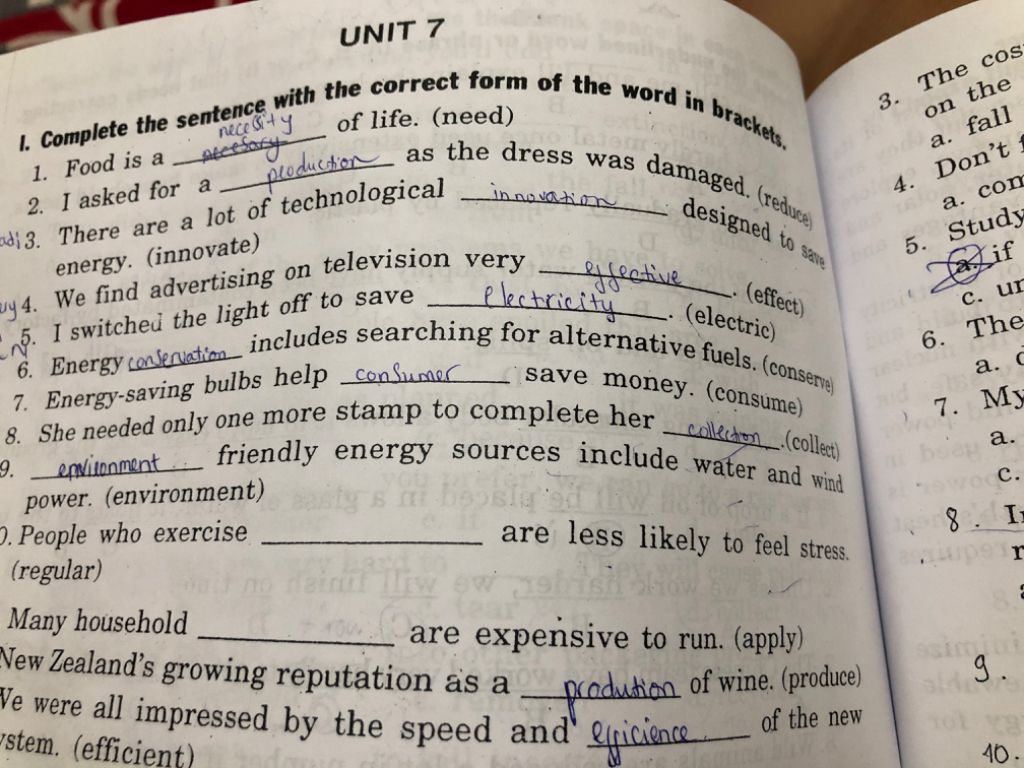 UNIT 7
I. Complete the sentence with the correct form of the word in brackets.
necessity
1. Food is a necessary of life. (need)
2. I asked for a peoduction as the dress was damaged. (reduce)
adj 3. There are a lot of technological innovation designed to save
energy. (innovate)
4. We find advertising on television very effective. (effect)
5. I switched the light off to save electricity. (electric)
N
6. Energy conservation includes searching for alternative fuels. (conserve)
7. Energy-saving bulbs help consumer save money. (consume)
8. She needed only one more stamp to complete her collection. (collect)
9. environment friendly energy sources include water and wind
power. (environment)
0. People who exercise ____________ are less likely to feel stress.
(regular)
Many household ____________ are expensive to run. (apply)
New Zealand's growing reputation as a prodution of wine. (produce)
We were all impressed by the speed and efficience of the new
ystem. (efficient)
3. The cos
on the
a. fall
4. Don't
a. com
5. Study
a. if
c. un
6. The
a.
7. My
a.
c.
8.
9.
10.